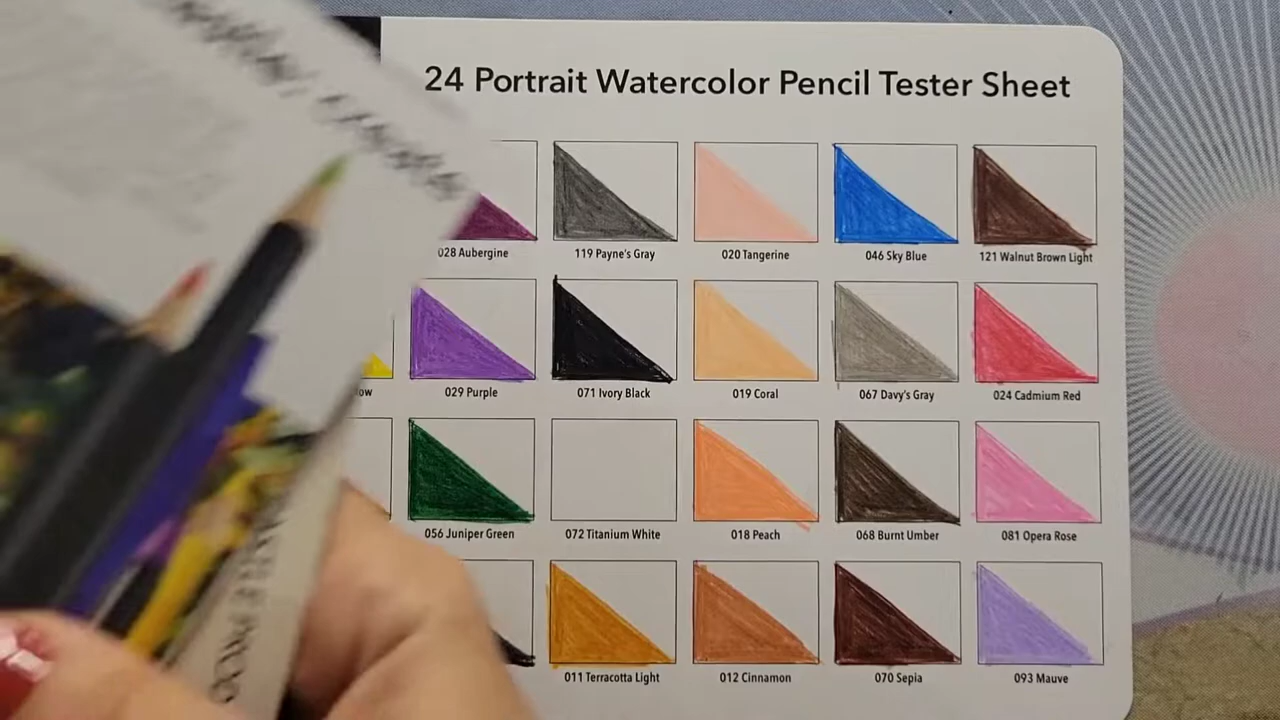 24 Portrait Watercolor Pencil Tester Sheet
028 Aubergine 119 Payne's Gray 020 Tangerine 046 Sky Blue 121 Walnut Brown Light
ow 029 Purple 071 Ivory Black 019 Coral 067 Davy's Gray 024 Cadmium Red
056 Juniper Green 072 Titanium White 018 Peach 068 Burnt Umber 081 Opera Rose
011 Terracotta Light 012 Cinnamon 070 Sepia 093 Mauve